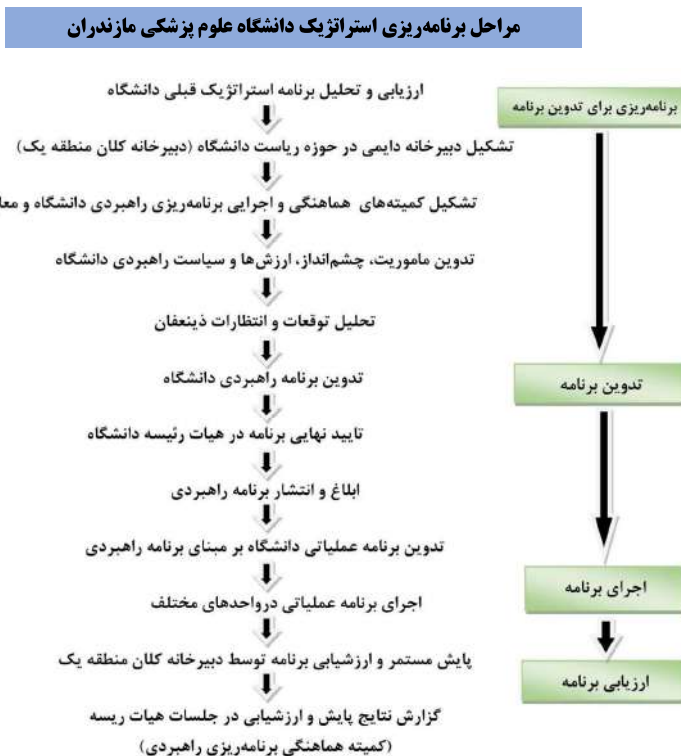 مراحل برنامه‌ریزی استراتژیک دانشگاه علوم پزشکی مازندران
برنامه‌ریزی برای تدوین برنامه
ارزیابی و تحلیل برنامه استراتژیک قبلی دانشگاه
تشکیل دبیرخانه دایمی در حوزه ریاست دانشگاه (دبیرخانه کلان منطقه یک)
تشکیل کمیته‌های هماهنگی و اجرایی برنامه‌ریزی راهبردی دانشگاه و
تدوین ماموریت، چشم‌انداز، ارزش‌ها و سیاست راهبردی دانشگاه
تحلیل توقعات و انتظارات ذینعفان
تدوین برنامه
تدوین برنامه راهبردی دانشگاه
تایید نهایی برنامه در هیات رئیسه دانشگاه
ابلاغ و انتشار برنامه راهبردی
تدوین برنامه عملیاتی دانشگاه بر مبنای برنامه راهبردی
اجرای برنامه
اجرای برنامه عملیاتی درواحدهای مختلف
پایش مستمر و ارزشیابی برنامه توسط دبیرخانه کلان منطقه یک
ارزیابی برنامه
گزارش نتایج پایش و ارزشیابی در جلسات هیات ریسه
(کمیته هماهنگی برنامه‌ریزی راهبردی)